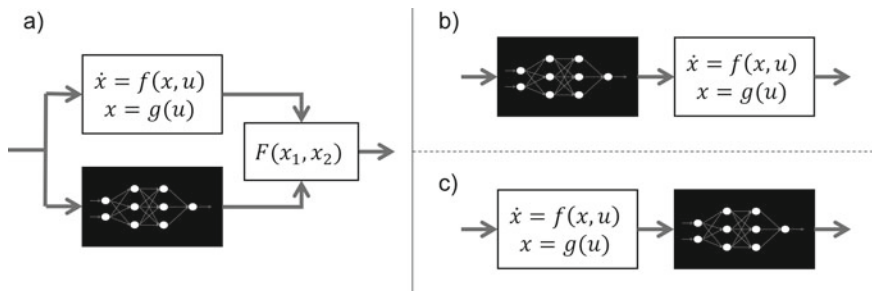 a)
ẋ = f(x, u)
x = g(u)
F(x₁, x₂)
b)
ẋ = f(x, u)
x = g(u)
c)
ẋ = f(x, u)
x = g(u)